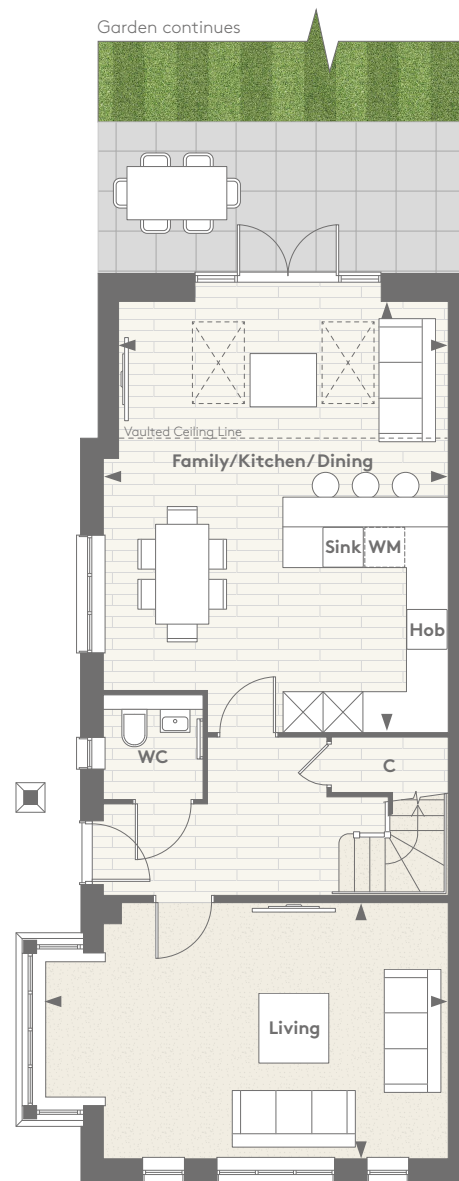 Garden continues
Vaulted Ceiling Line
Family/Kitchen/Dining
Sink WM
Hob
WC
C
Living